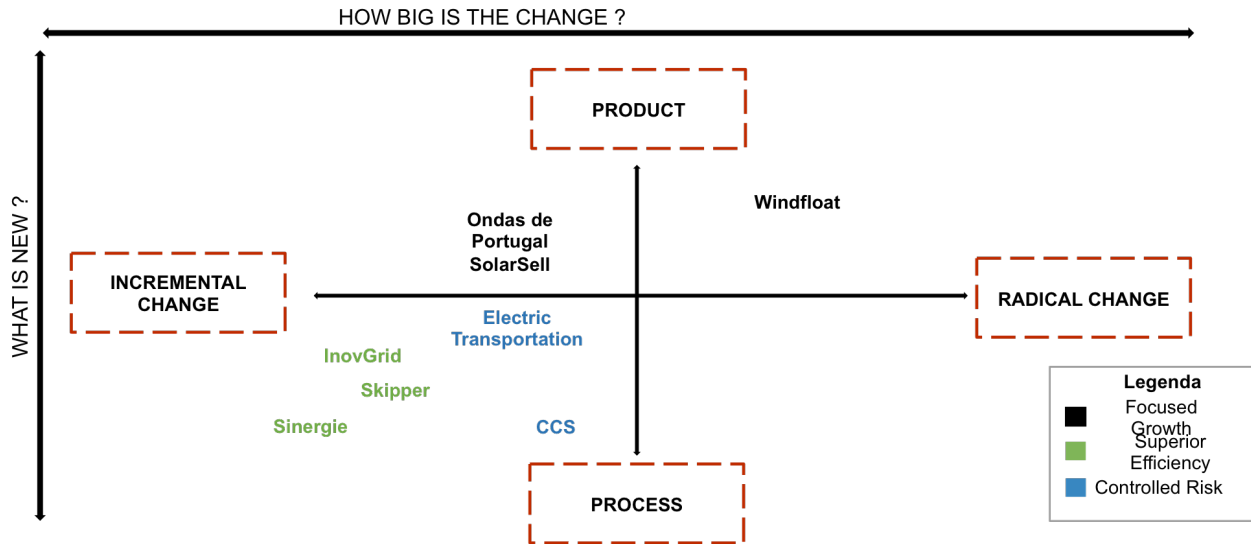 HOW BIG IS THE CHANGE ?
WHAT IS NEW ?
PRODUCT
Windfloat
Ondas de
Portugal
SolarSell
INCREMENTAL
CHANGE
RADICAL CHANGE
Electric
Transportation
InovGrid
Skipper
Sinergie
CCS
PROCESS
Legenda
Focused
Growth
Superior
Efficiency
Controlled Risk